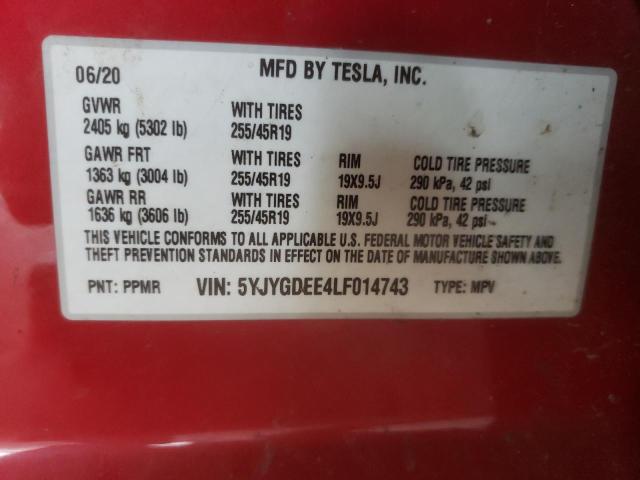 06/20 MFD BY TESLA, INC.
GVWR WITH TIRES
2405 kg (5302 lb) 255/45R19
GAWR FRT WITH TIRES RIM COLD TIRE PRESSURE
1363 kg (3004 lb) 255/45R19 19X9.5J 290 kPa, 42 psi
GAWR RR WITH TIRES RIM COLD TIRE PRESSURE
1636 kg (3606 lb) 255/45R19 19X9.5J 290 kPa, 42 psi
THIS VEHICLE CONFORMS TO ALL APPLICABLE U.S. FEDERAL MOTOR VEHICLE SAFETY AND
THEFT PREVENTION STANDARDS IN EFFECT ON THE DATE OF MANUFACTURE SHOWN ABOVE.
PNT: PPMR VIN: 5YJYGDEE4LF014743 TYPE: MPV